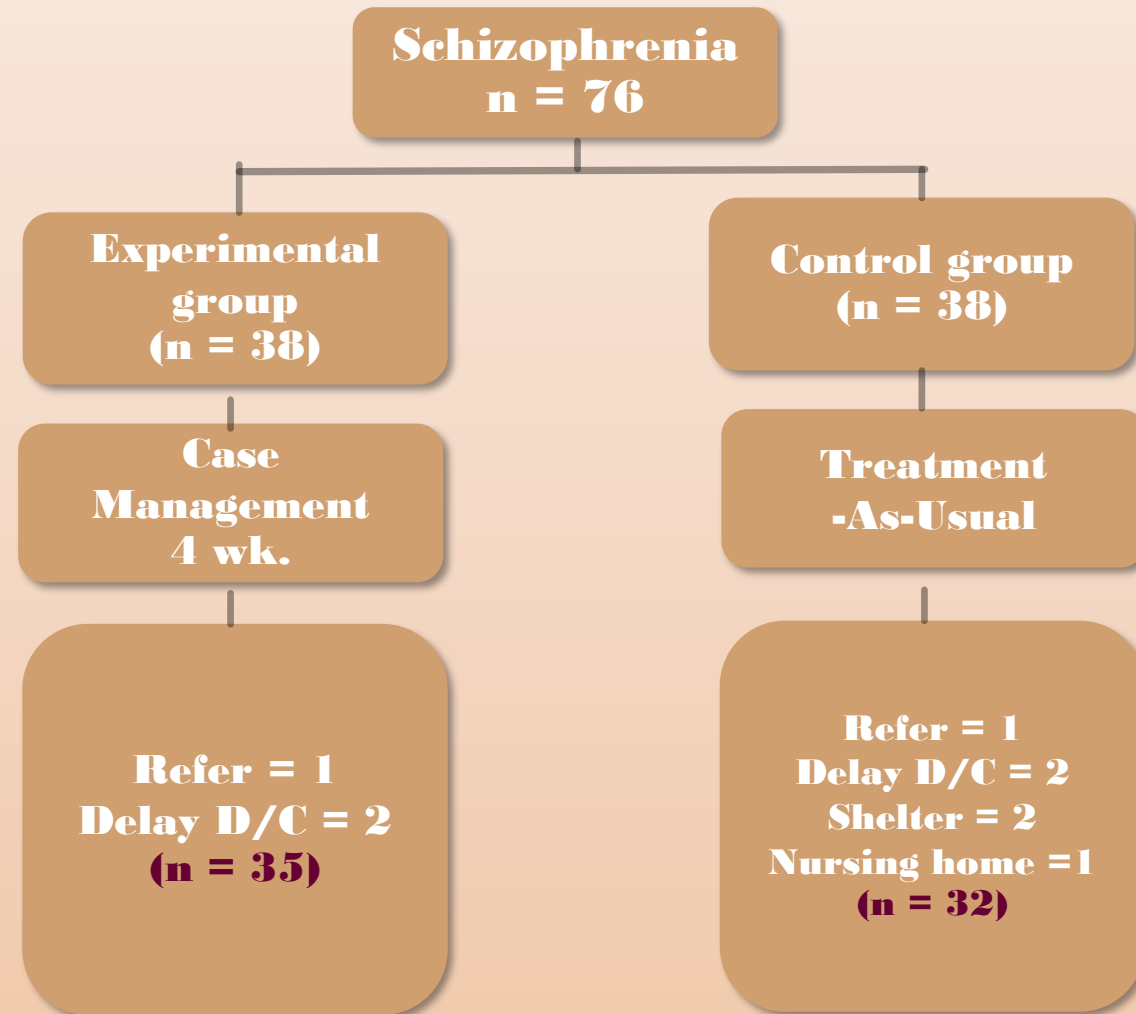 Schizophrenia
n = 76
Experimental
group
(n = 38)
Control group
(n = 38)
Case
Management
4 wk.
Treatment
-As-Usual
Refer = 1
Delay D/C = 2
(n = 35)
Refer = 1
Delay D/C = 2
Shelter = 2
Nursing home =1
(n = 32)